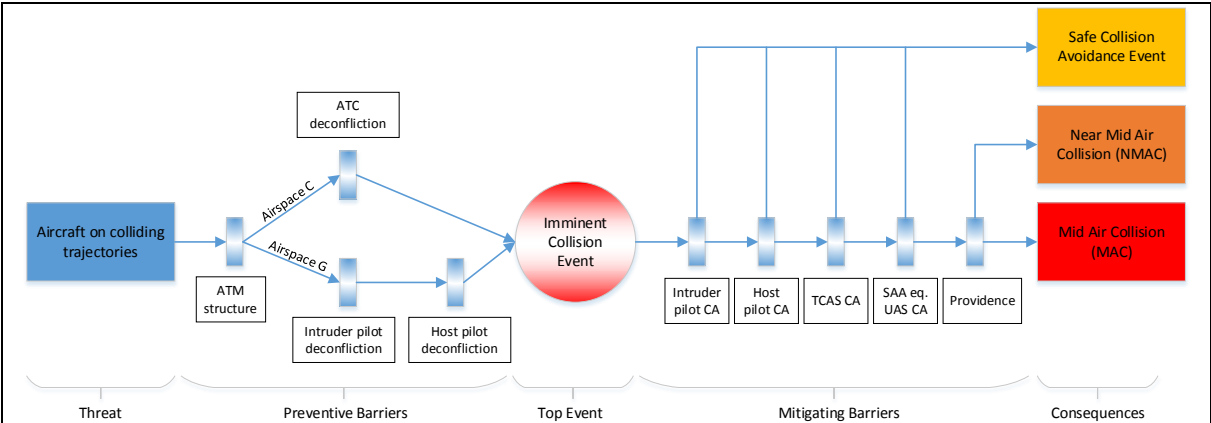 Safe Collision
Avoidance Event
ATC
deconfliction
Near Mid Air
Collision (NMAC)
Airspace C
Aircraft on colliding
trajectories
Imminent
Collision
Event
Mid Air Collision
(MAC)
Airspace G
ATM
structure
Intruder
pilot CA
Host
pilot CA
TCAS CA
SAA eq.
UAS CA
Providence
Intruder pilot
deconfliction
Host pilot
deconfliction
Threat
Preventive Barriers
Top Event
Mitigating Barriers
Consequences